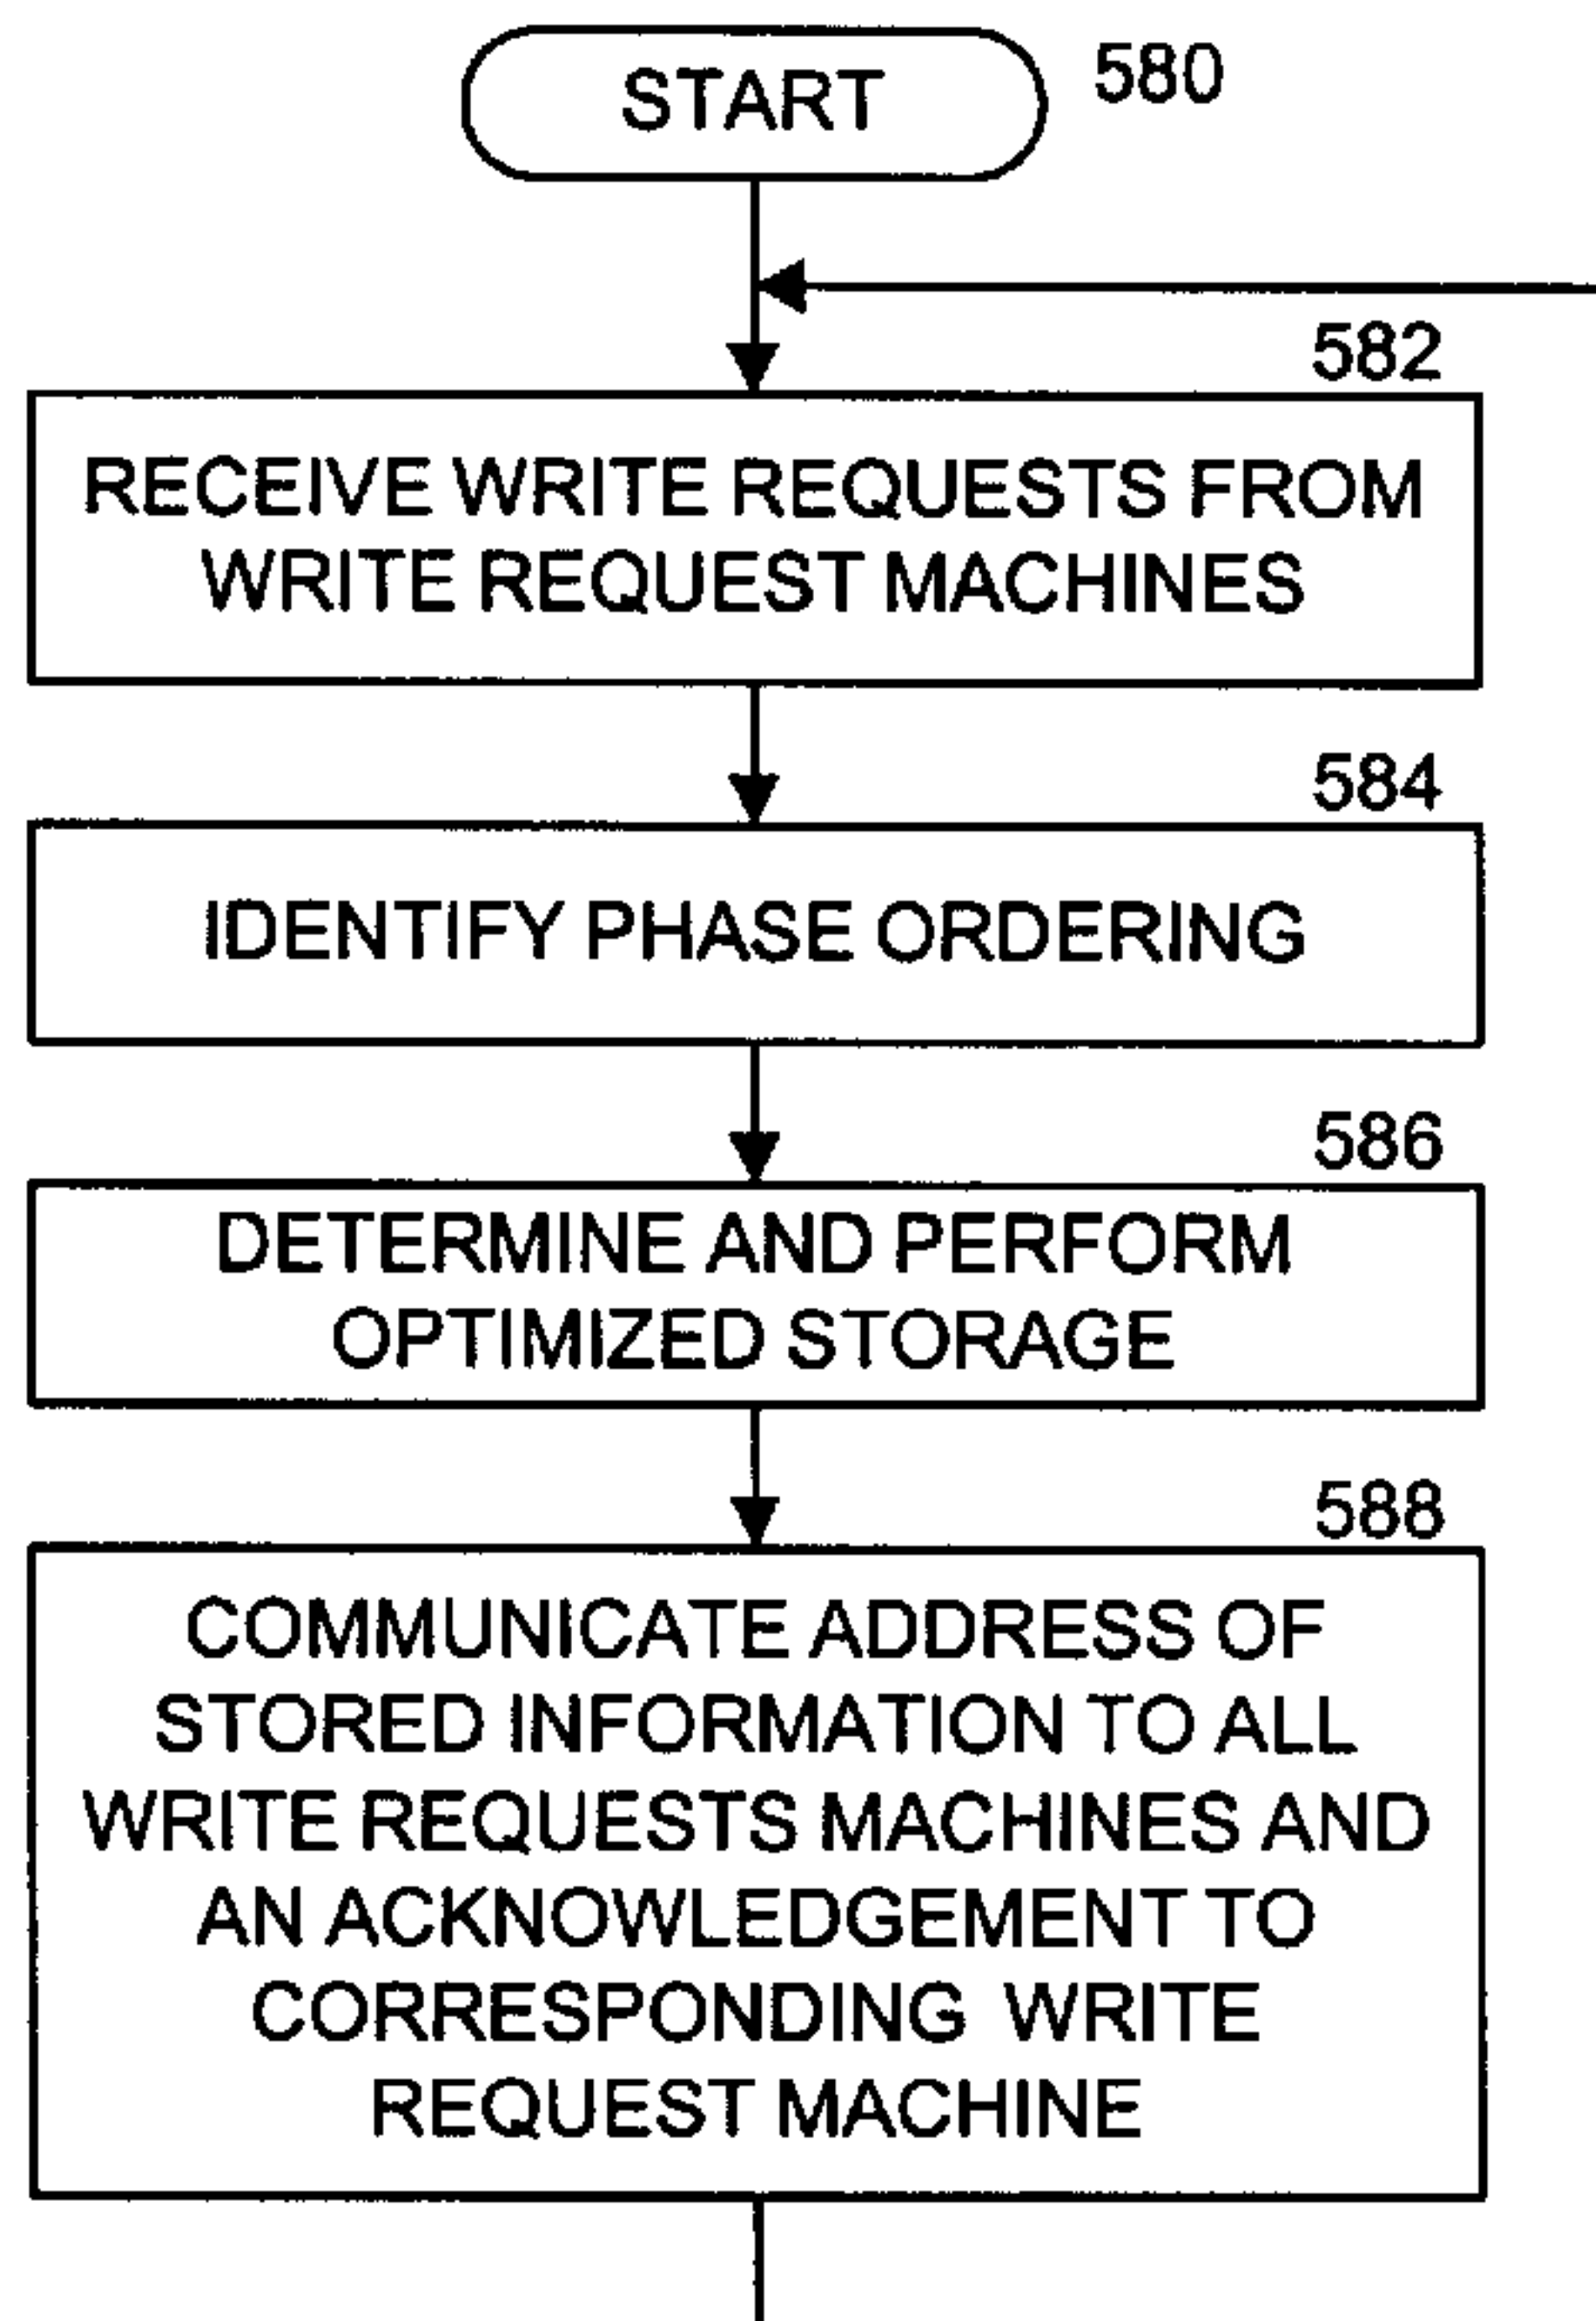 START
580
582
RECEIVE WRITE REQUESTS FROM
WRITE REQUEST MACHINES
584
IDENTIFY PHASE ORDERING
586
DETERMINE AND PERFORM
OPTIMIZED STORAGE
588
COMMUNICATE ADDRESS OF
STORED INFORMATION TO ALL
WRITE REQUESTS MACHINES AND
AN ACKNOWLEDGEMENT TO
CORRESPONDING WRITE
REQUEST MACHINE